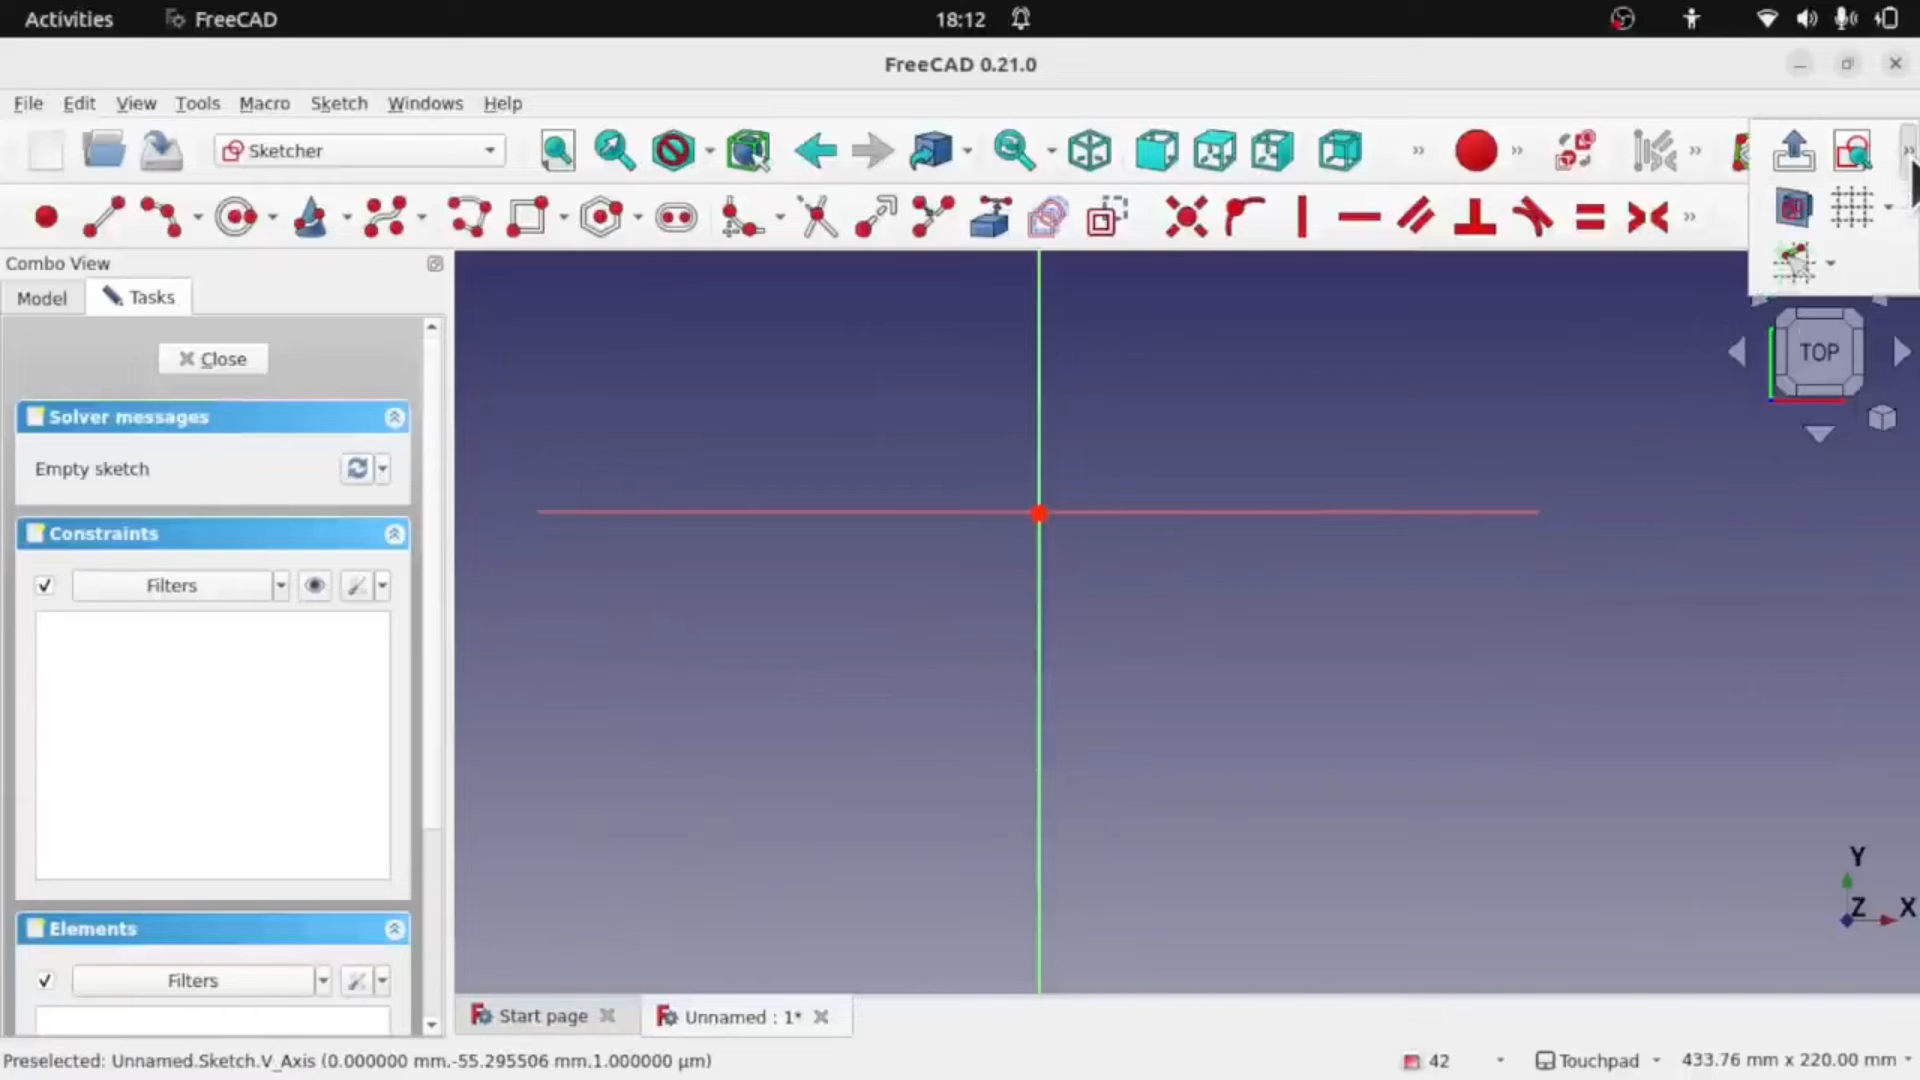 Activities FreeCAD 18:12
FreeCAD 0.21.0
File Edit View Tools Macro Sketch Windows Help
Sketcher
Combo View
Model Tasks
Close
TOP
Solver messages
Empty sketch
Constraints
Filters
Elements
Filters
Y
Z X
Start page Unnamed : 1*
Preselected: Unnamed.Sketch.V_Axis (0.000000 mm,-55.295506 mm,1.000000 µm) 42 Touchpad 433.76 mm x 220.00 mm